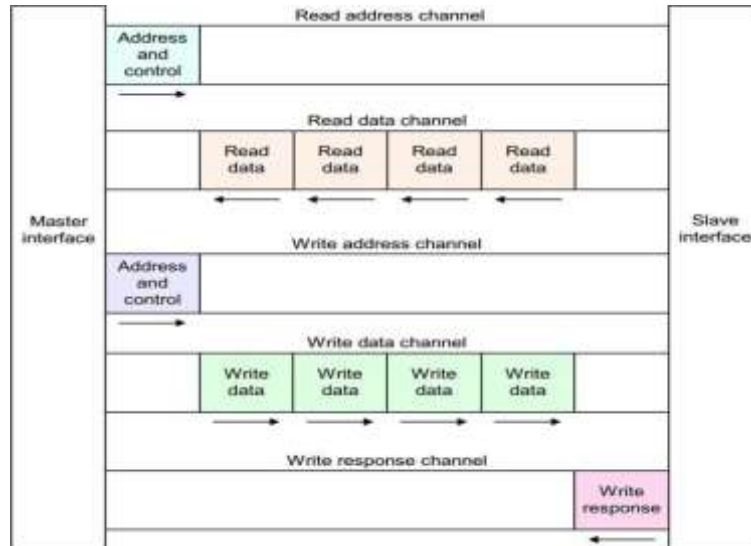 Read address channel
Address
and
control
Read data channel
Read
data
Read
data
Read
data
Read
data
Master
interface
Slave
interface
Write address channel
Address
and
control
Write data channel
Write
data
Write
data
Write
data
Write
data
Write response channel
Write
response